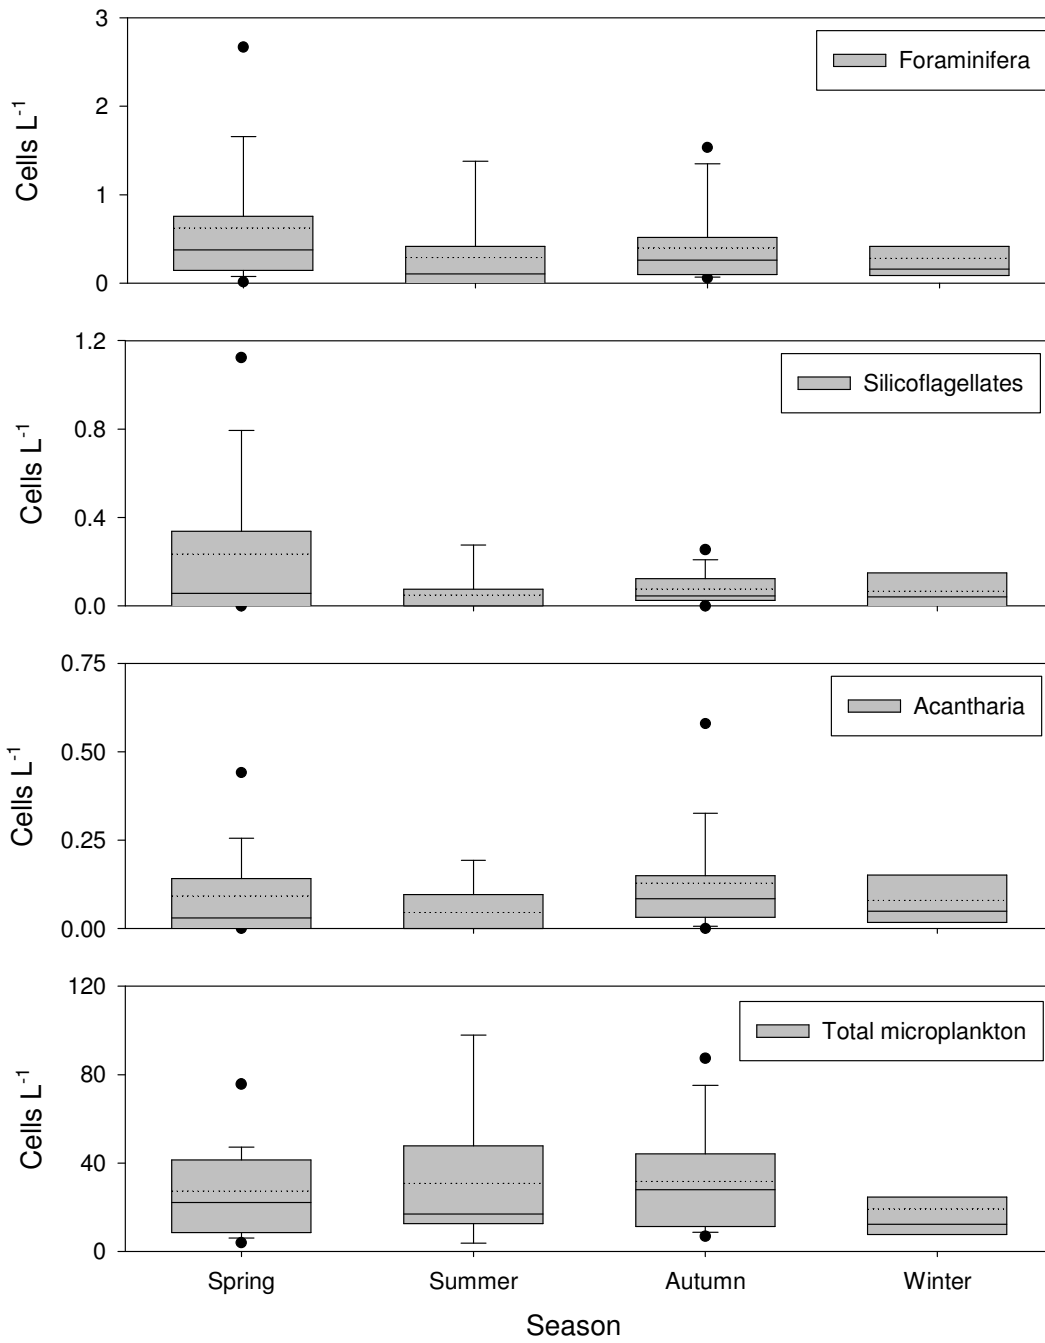 3
Foraminifera
2
Cells L⁻¹
1
0
1.2
Silicoflagellates
0.8
Cells L⁻¹
0.4
0.0
0.75
Acantharia
0.50
Cells L⁻¹
0.25
0.00
120
Total microplankton
80
Cells L⁻¹
40
0
Spring Summer Autumn Winter
Season